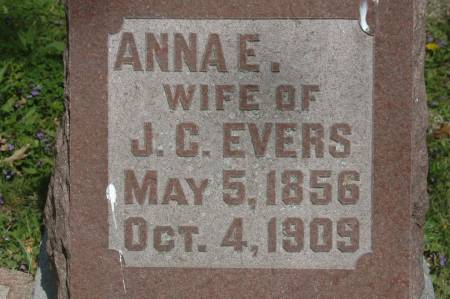 ANNA E.
WIFE OF
J. C. EVERS
MAY 5, 1856
OCT. 4, 1909